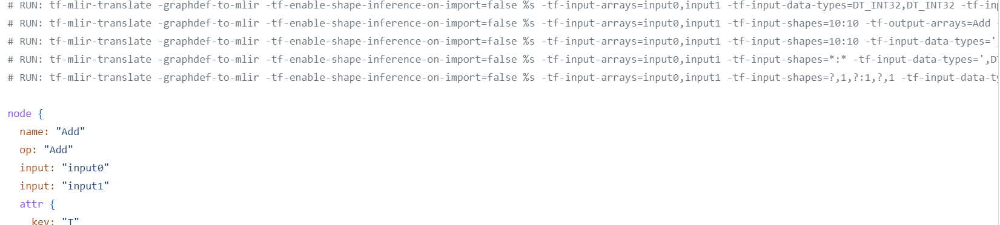 # RUN: tf-mlir-translate -graphdef-to-mlir -tf-enable-shape-inference-on-import=false %s -tf-input-arrays=input0,input1 -tf-input-data-types=DT_INT32,DT_INT32 -tf-inp
# RUN: tf-mlir-translate -graphdef-to-mlir -tf-enable-shape-inference-on-import=false %s -tf-input-arrays=input0,input1 -tf-input-shapes=10:10 -tf-output-arrays=Add -
# RUN: tf-mlir-translate -graphdef-to-mlir -tf-enable-shape-inference-on-import=false %s -tf-input-arrays=input0,input1 -tf-input-shapes=10:10 -tf-input-data-types='
# RUN: tf-mlir-translate -graphdef-to-mlir -tf-enable-shape-inference-on-import=false %s -tf-input-arrays=input0,input1 -tf-input-shapes=*:* -tf-input-data-types=',D
# RUN: tf-mlir-translate -graphdef-to-mlir -tf-enable-shape-inference-on-import=false %s -tf-input-arrays=input0,input1 -tf-input-shapes=?,1,?:1,?,1 -tf-input-data-ty
node {
name: "Add"
op: "Add"
input: "input0"
input: "input1"
attr {
key: "T"